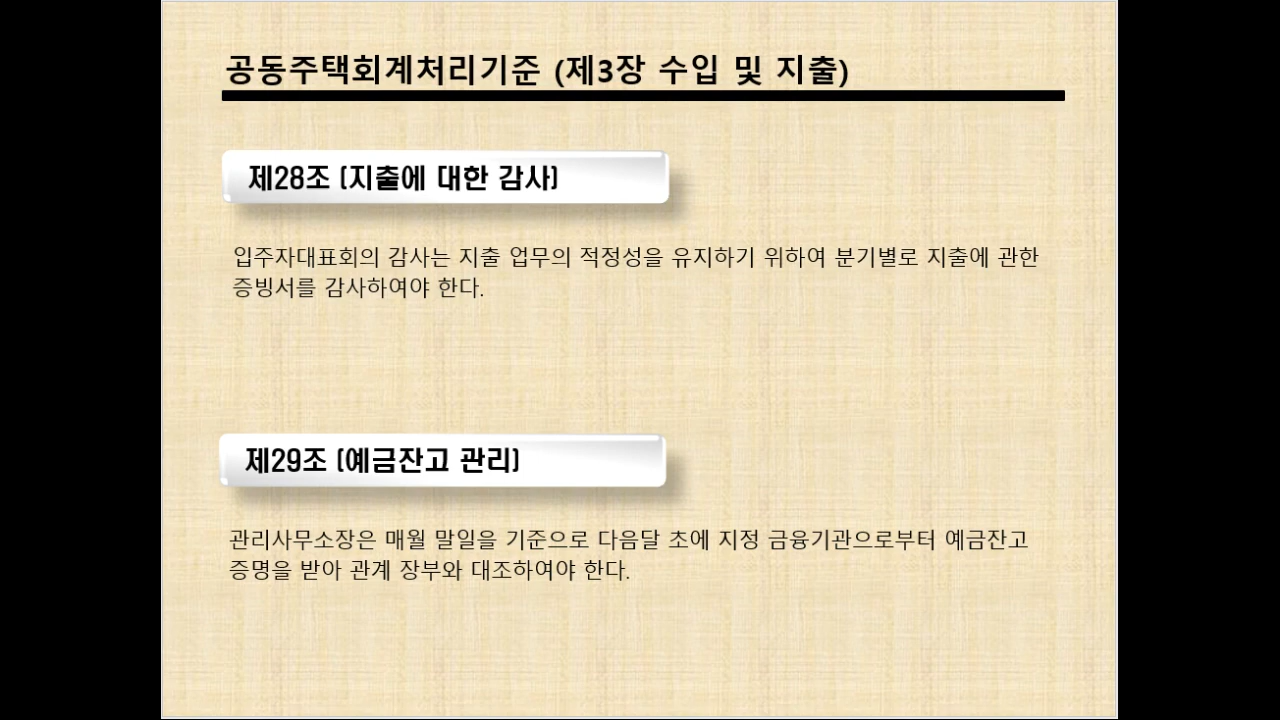 공동주택회계처리기준 (제3장 수입 및 지출)
제28조 (지출에 대한 감사)
입주자대표회의 감사는 지출 업무의 적정성을 유지하기 위하여 분기별로 지출에 관한
증빙서를 감사하여야 한다.
제29조 (예금잔고 관리)
관리사무소장은 매월 말일을 기준으로 다음달 초에 지정 금융기관으로부터 예금잔고
증명을 받아 관계 장부와 대조하여야 한다.